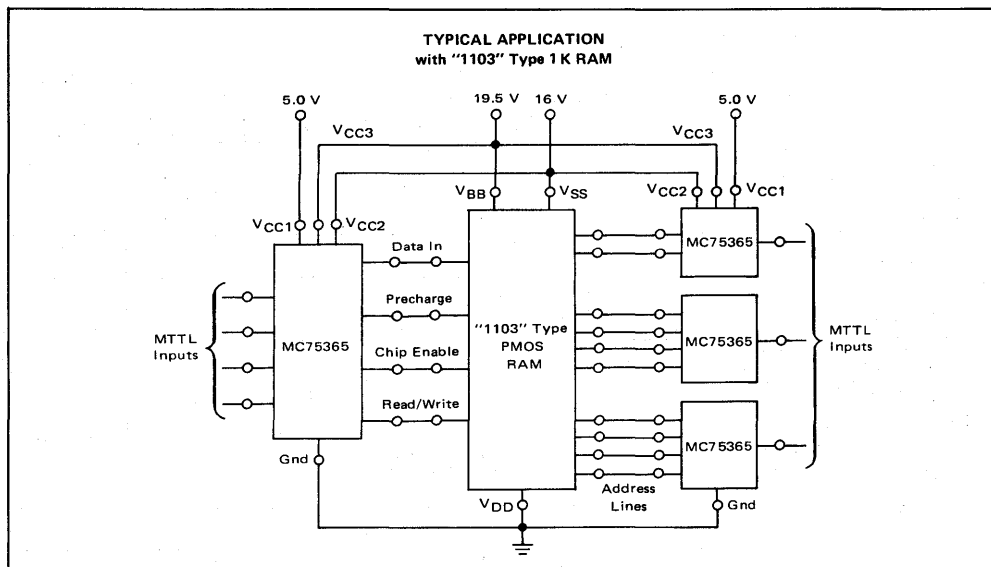 TYPICAL APPLICATION
with "1103" Type 1 K RAM
5.0 V
19.5 V
16 V
5.0 V
VCC3
VCC3
VBB
VSS
VCC2
VCC1
VCC1
VCC2
Data In
MC75365
Precharge
MTTL
Inputs
MC75365
"1103" Type
PMOS
RAM
MC75365
MTTL
Inputs
Chip Enable
Read/Write
MC75365
Gnd
VDD
Address
Lines
Gnd